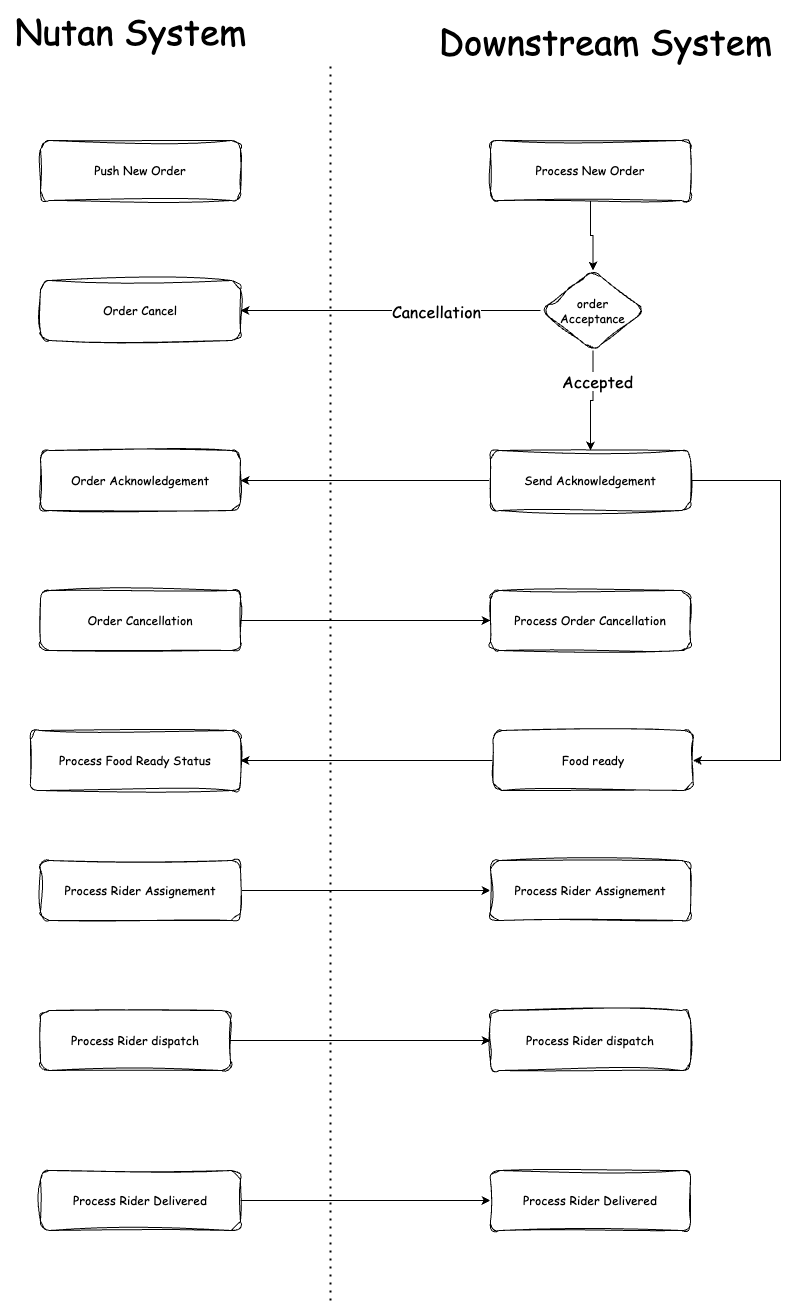 Nutan System
Downstream System
Push New Order
Process New Order
Order Cancel
Cancellation
order
Acceptance
Accepted
Order Acknowledgement
Send Acknowledgement
Order Cancellation
Process Order Cancellation
Process Food Ready Status
Food ready
Process Rider Assignement
Process Rider Assignement
Process Rider dispatch
Process Rider dispatch
Process Rider Delivered
Process Rider Delivered